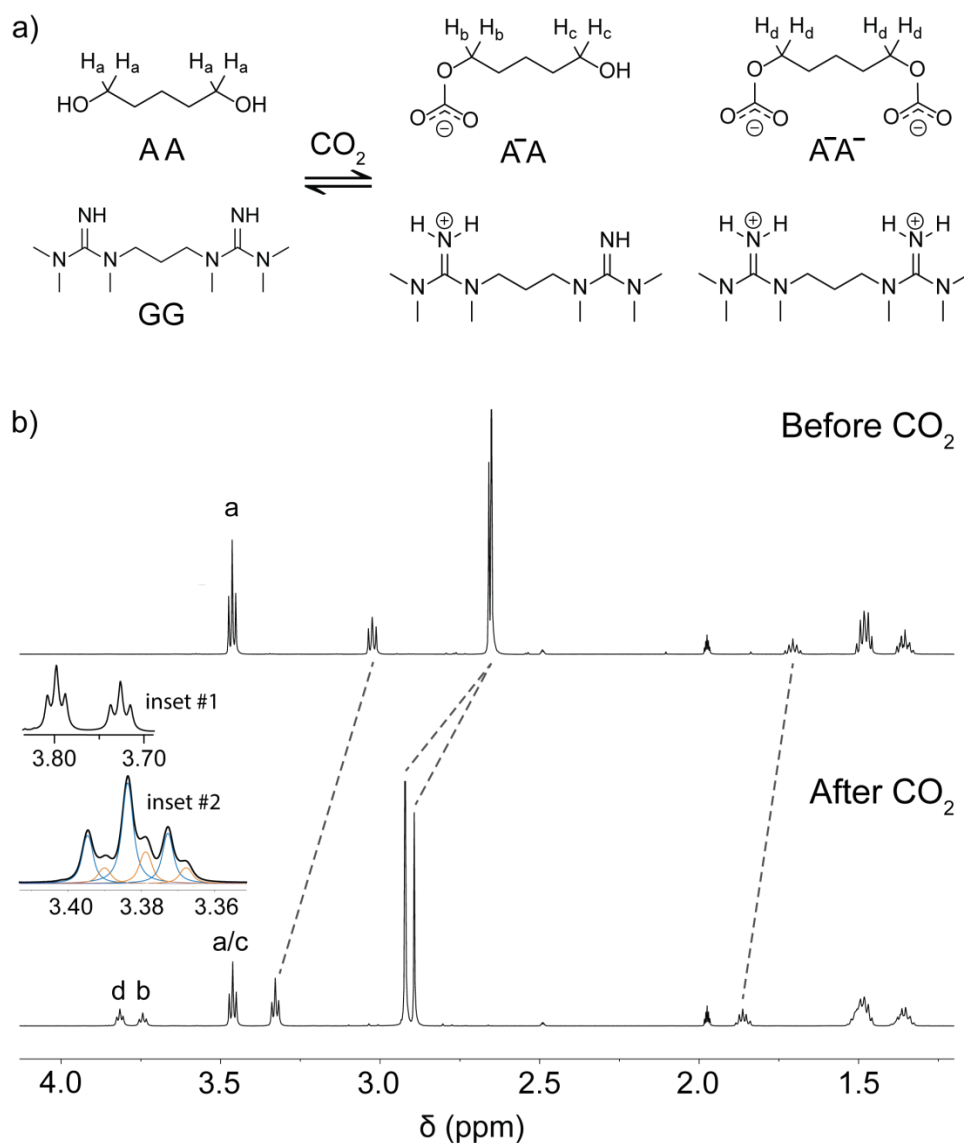 a)
Ha Ha Ha Ha
HO OH
A A
CO2
Hb Hb Hc Hc
O OH
O O
⊖
A⁻A
Hd Hd Hd Hd
O O
O O O O
⊖ ⊖
A⁻A⁻
NH NH
N N N N
GG
H N⊕ H NH
N N N N
H N⊕ H H N⊕ H
N N N N
b)
Before CO2
a
inset #1
3.80 3.70
After CO2
inset #2
3.40 3.38 3.36
a/c
d b
4.0 3.5 3.0 2.5 2.0 1.5
δ (ppm)